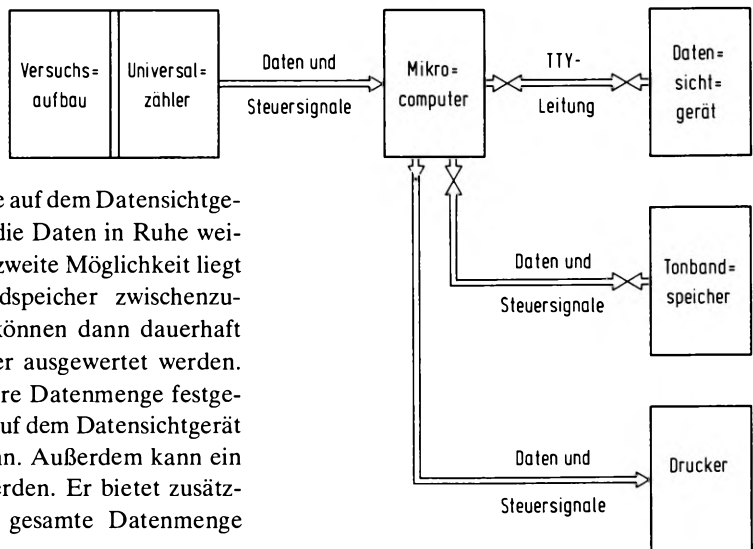 Versuchs=
aufbau
Universal=
zähler
Daten und
Steuersignale
Mikro=
computer
TTY-
Leitung
Daten=
sicht=
gerät
Daten und
Steuersignale
Tonband=
speicher
Daten und
Steuersignale
Drucker
e auf dem Datensichtge-
die Daten in Ruhe wei-
zweite Möglichkeit liegt
dspeicher zwischenzu-
können dann dauerhaft
er ausgewertet werden.
re Datenmenge festge-
uf dem Datensichtgerät
n. Außerdem kann ein
erden. Er bietet zusätz-
gesamte Datenmenge